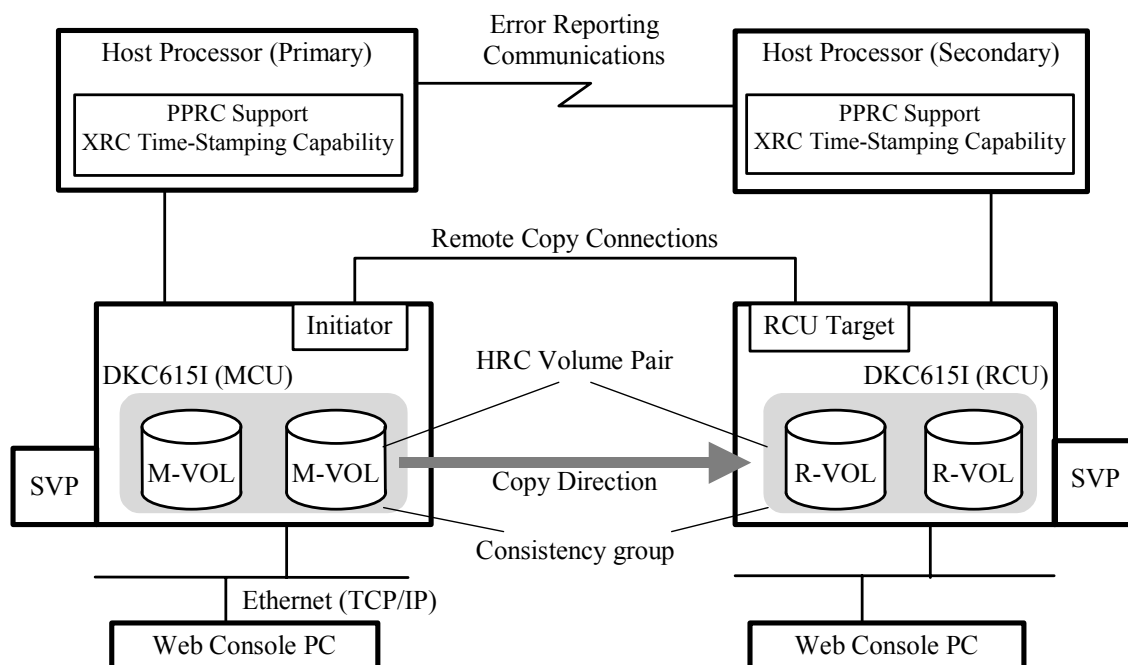 Error Reporting
Communications
Host Processor (Primary)
PPRC Support
XRC Time-Stamping Capability
Host Processor (Secondary)
PPRC Support
XRC Time-Stamping Capability
Remote Copy Connections
Initiator
RCU Target
DKC615I (MCU)
HRC Volume Pair
DKC615I (RCU)
SVP
M-VOL
M-VOL
Copy Direction
R-VOL
R-VOL
SVP
Consistency group
Ethernet (TCP/IP)
Web Console PC
Web Console PC